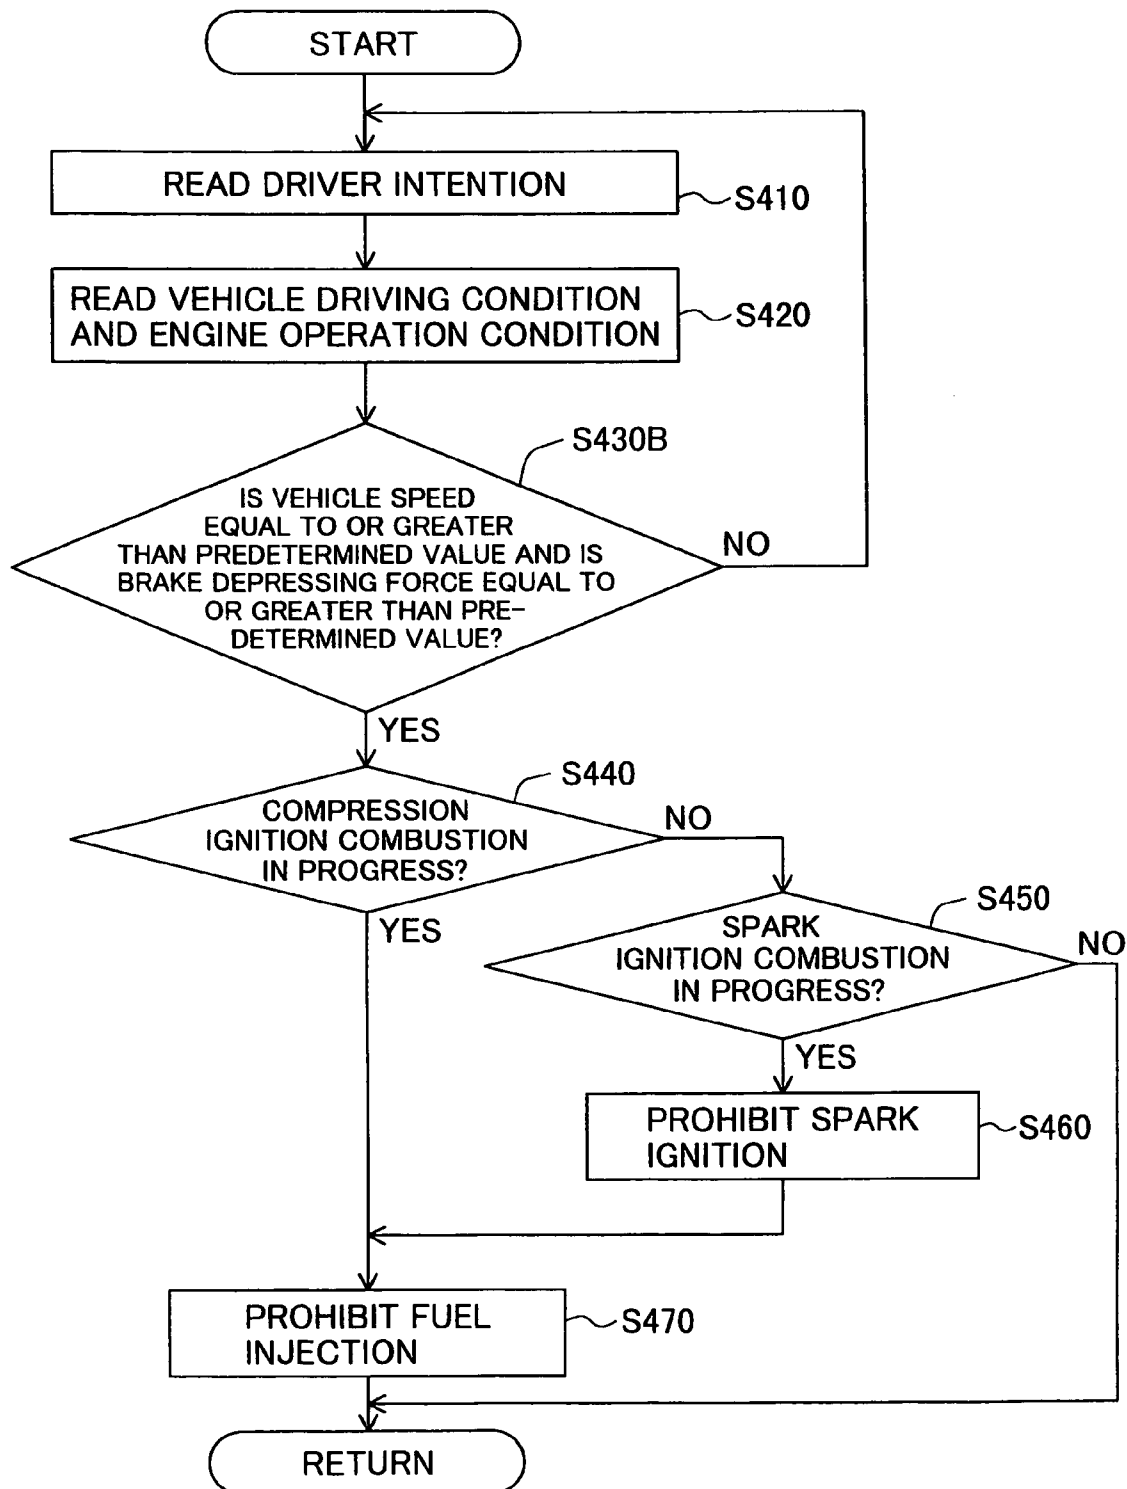 START
READ DRIVER INTENTION
S410
READ VEHICLE DRIVING CONDITION
AND ENGINE OPERATION CONDITION
S420
S430B
IS VEHICLE SPEED
EQUAL TO OR GREATER
THAN PREDETERMINED VALUE AND IS
BRAKE DEPRESSING FORCE EQUAL TO
OR GREATER THAN PRE-
DETERMINED VALUE?
NO
YES
S440
COMPRESSION
IGNITION COMBUSTION
IN PROGRESS?
NO
YES
S450
SPARK
IGNITION COMBUSTION
IN PROGRESS?
NO
YES
PROHIBIT SPARK
IGNITION
S460
PROHIBIT FUEL
INJECTION
S470
RETURN